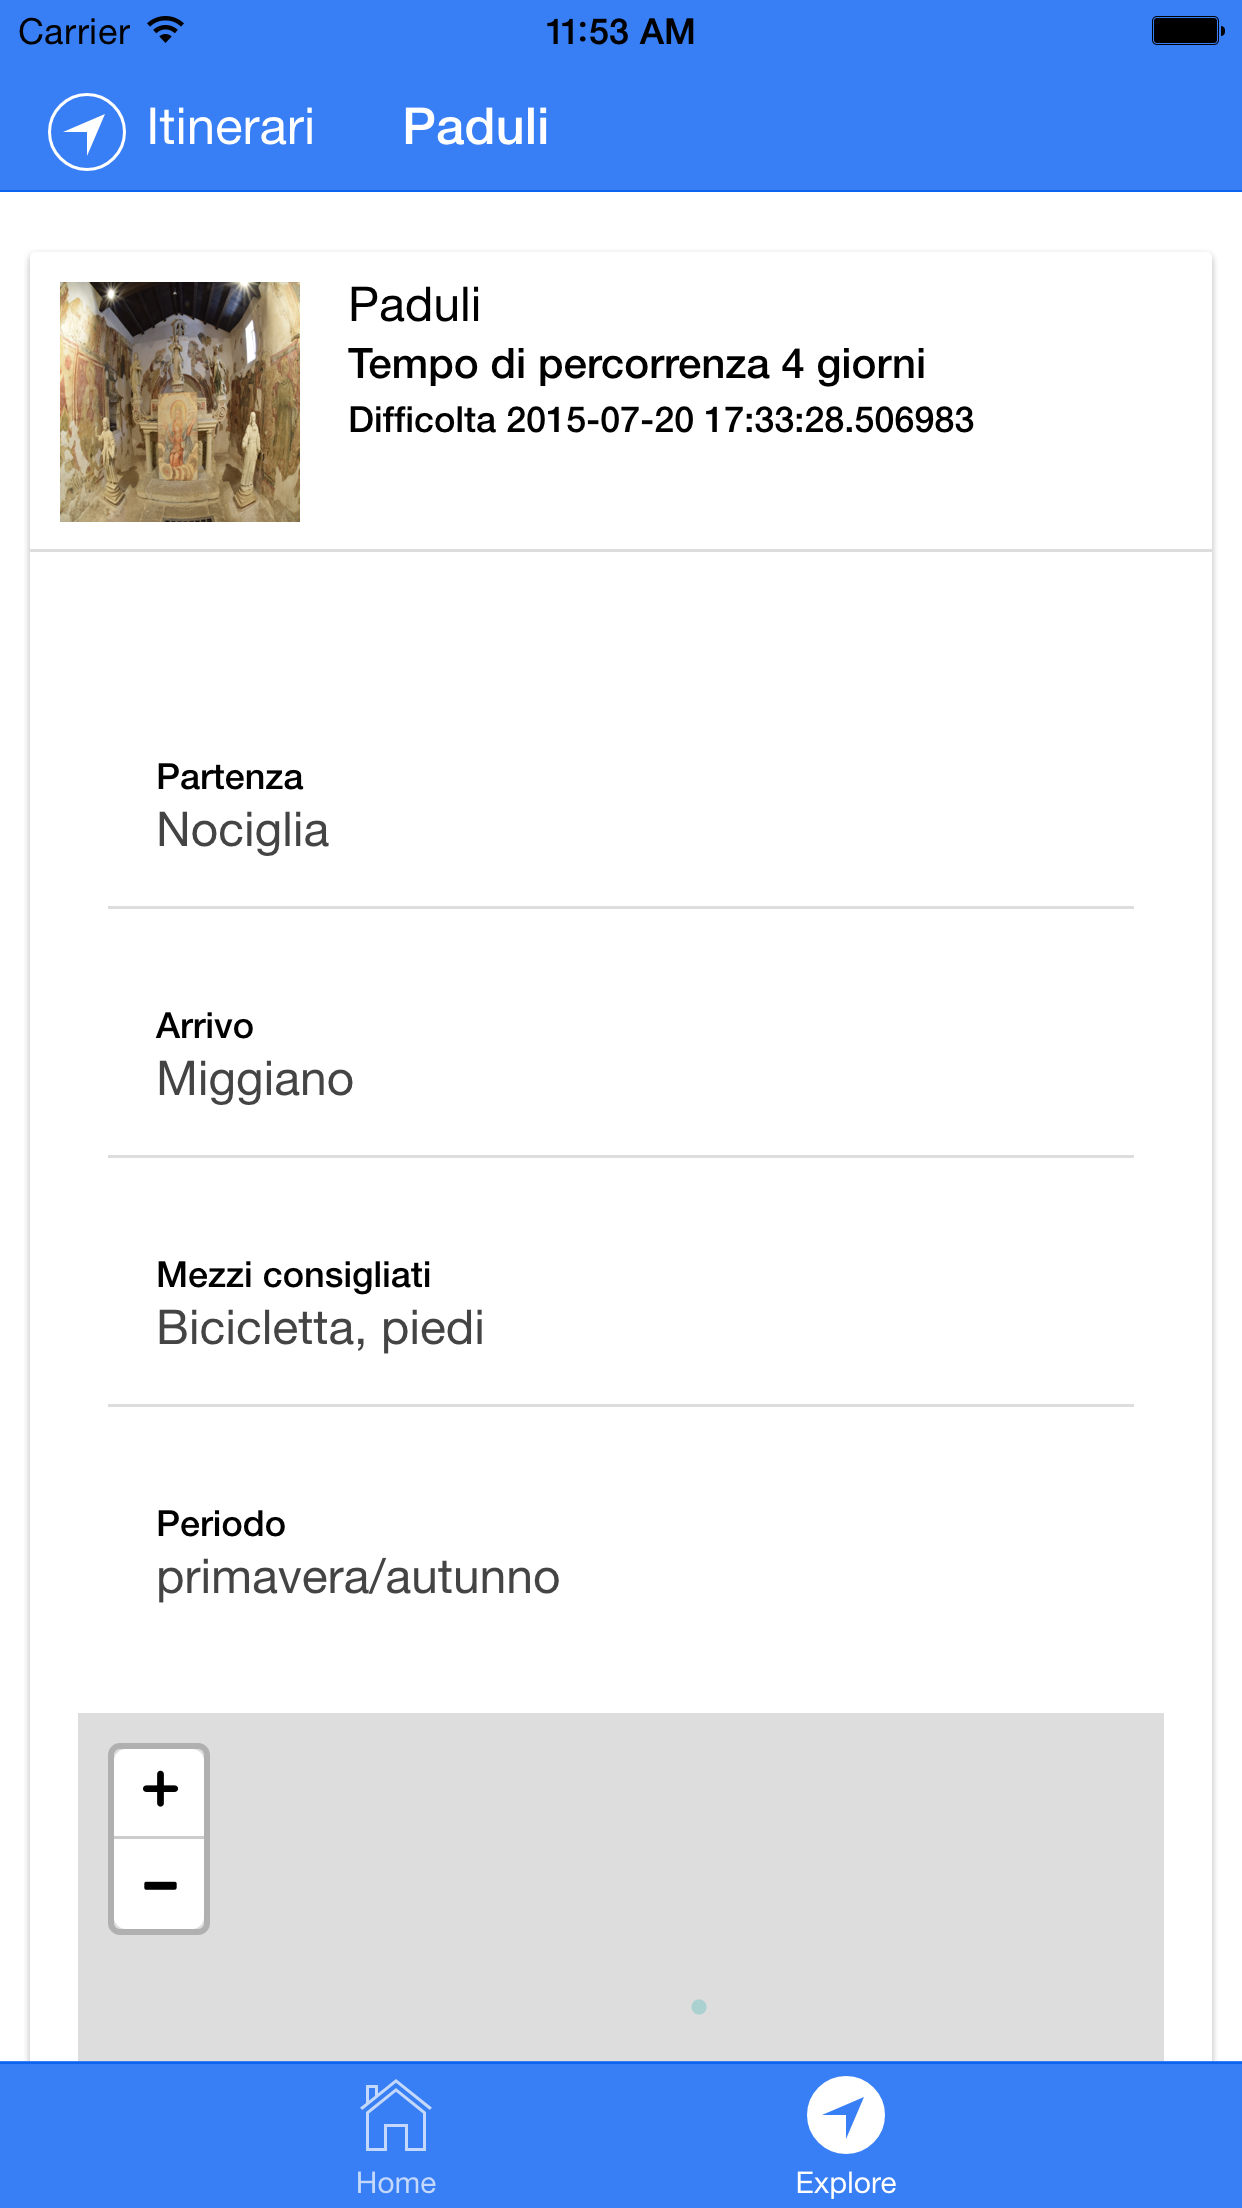 Carrier 11:53 AM
Itinerari Paduli
Paduli
Tempo di percorrenza 4 giorni
Difficolta 2015-07-20 17:33:28.506983
Partenza
Nociglia
Arrivo
Miggiano
Mezzi consigliati
Bicicletta, piedi
Periodo
primavera/autunno
+
−
Home Explore